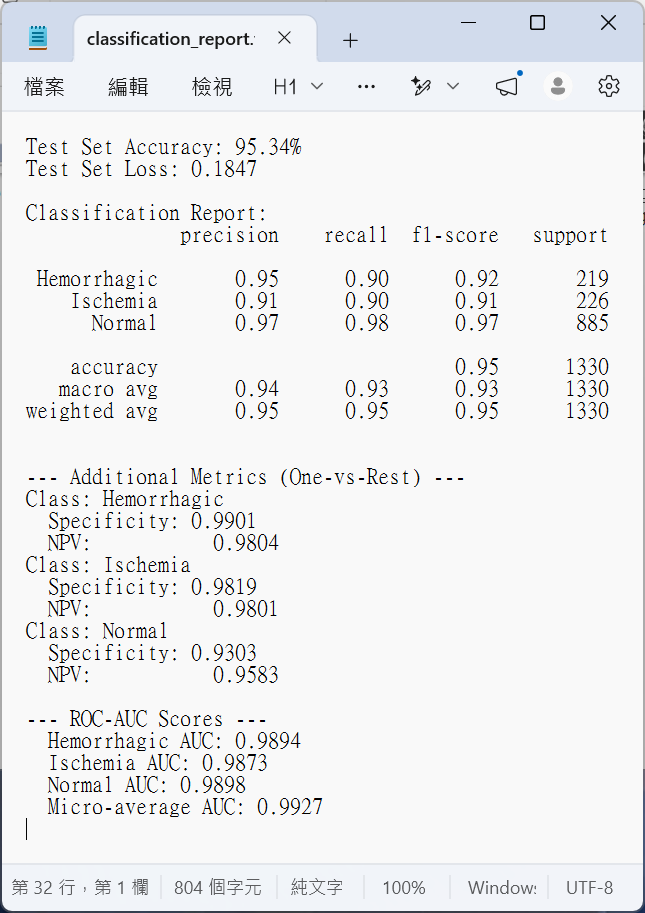 classification_report.
檔案 編輯 檢視 H1
Test Set Accuracy: 95.34%
Test Set Loss: 0.1847
Classification Report:
precision recall f1-score support
Hemorrhagic 0.95 0.90 0.92 219
Ischemia 0.91 0.90 0.91 226
Normal 0.97 0.98 0.97 885
accuracy 0.95 1330
macro avg 0.94 0.93 0.93 1330
weighted avg 0.95 0.95 0.95 1330
--- Additional Metrics (One-vs-Rest) ---
Class: Hemorrhagic
Specificity: 0.9901
NPV: 0.9804
Class: Ischemia
Specificity: 0.9819
NPV: 0.9801
Class: Normal
Specificity: 0.9303
NPV: 0.9583
--- ROC-AUC Scores ---
Hemorrhagic AUC: 0.9894
Ischemia AUC: 0.9873
Normal AUC: 0.9898
Micro-average AUC: 0.9927
第 32 行，第 1 欄 804 個字元 純文字 100% Window UTF-8